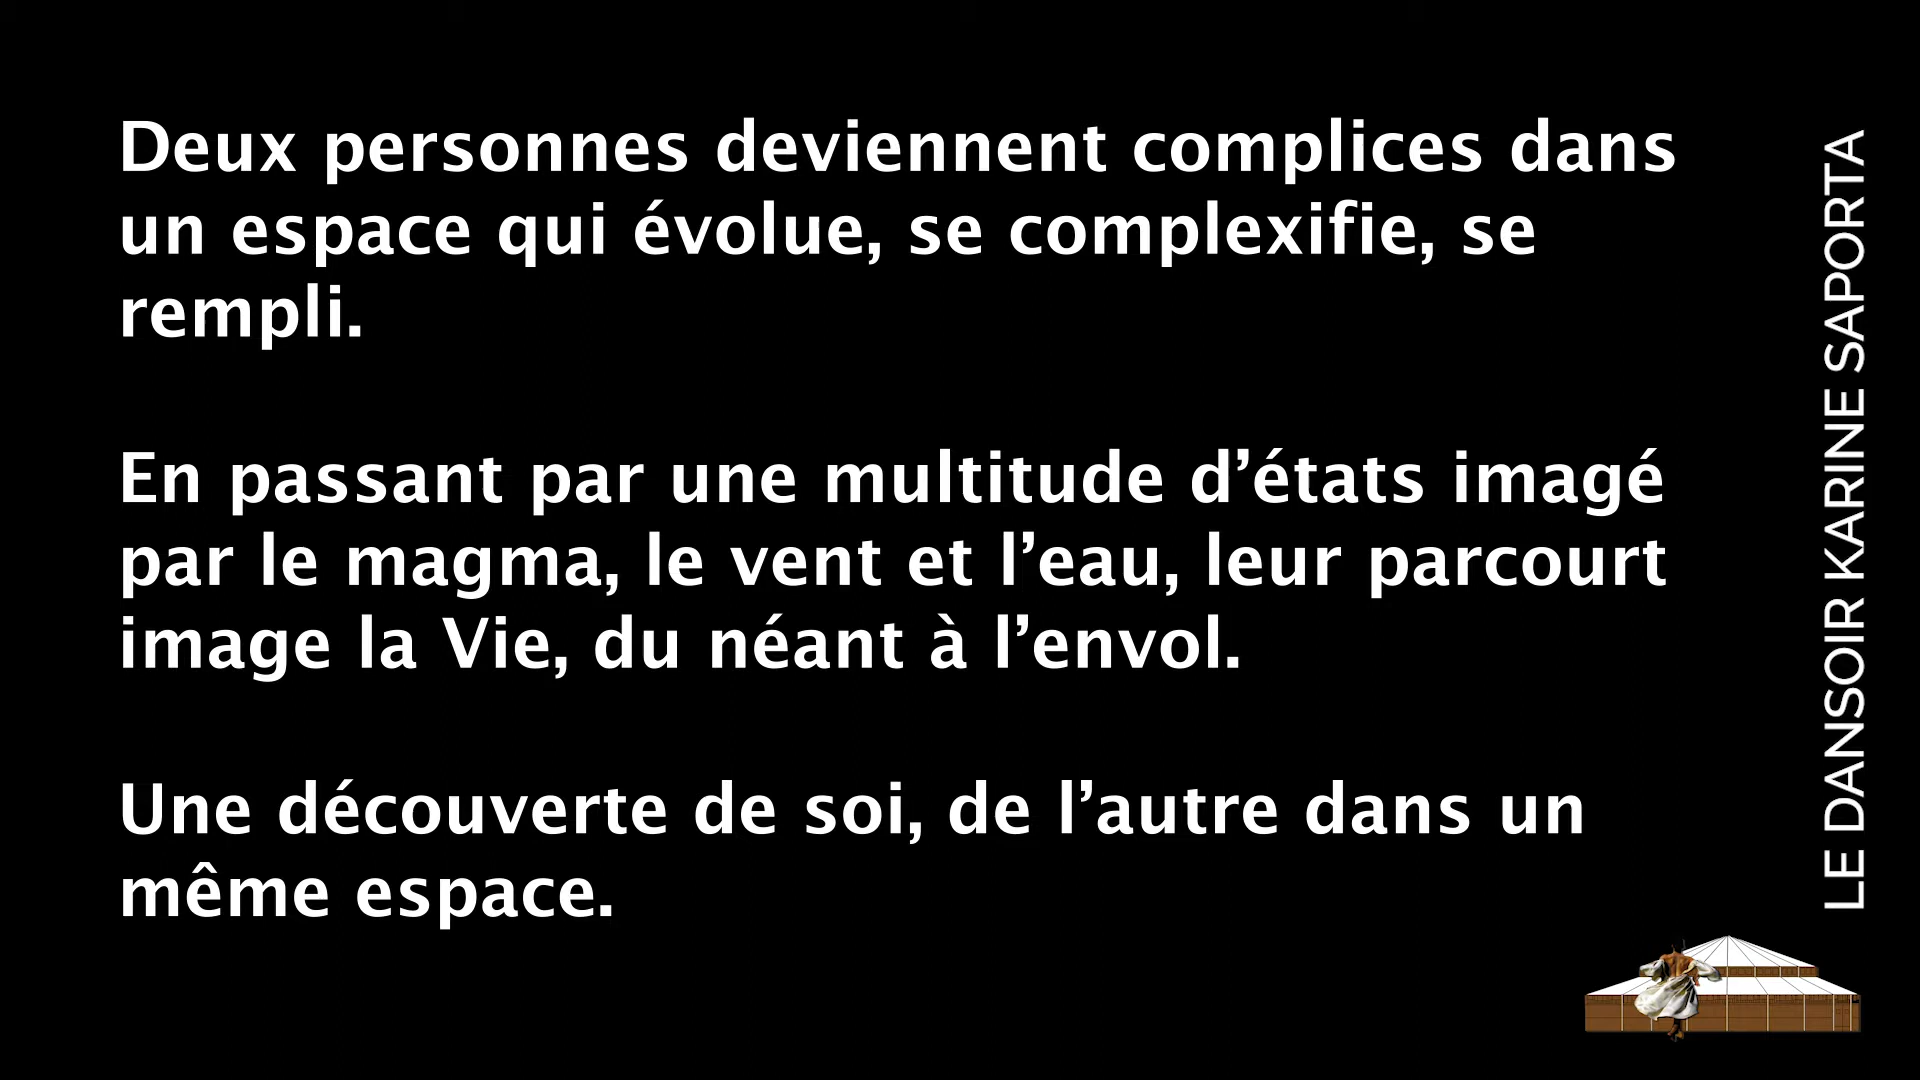 Deux personnes deviennent complices dans
un espace qui évolue, se complexifie, se
rempli.
En passant par une multitude d’états imagé
par le magma, le vent et l’eau, leur parcourt
image la Vie, du néant à l’envol.
Une découverte de soi, de l’autre dans un
même espace.
LE DANSOIR KARINE SAPORTA